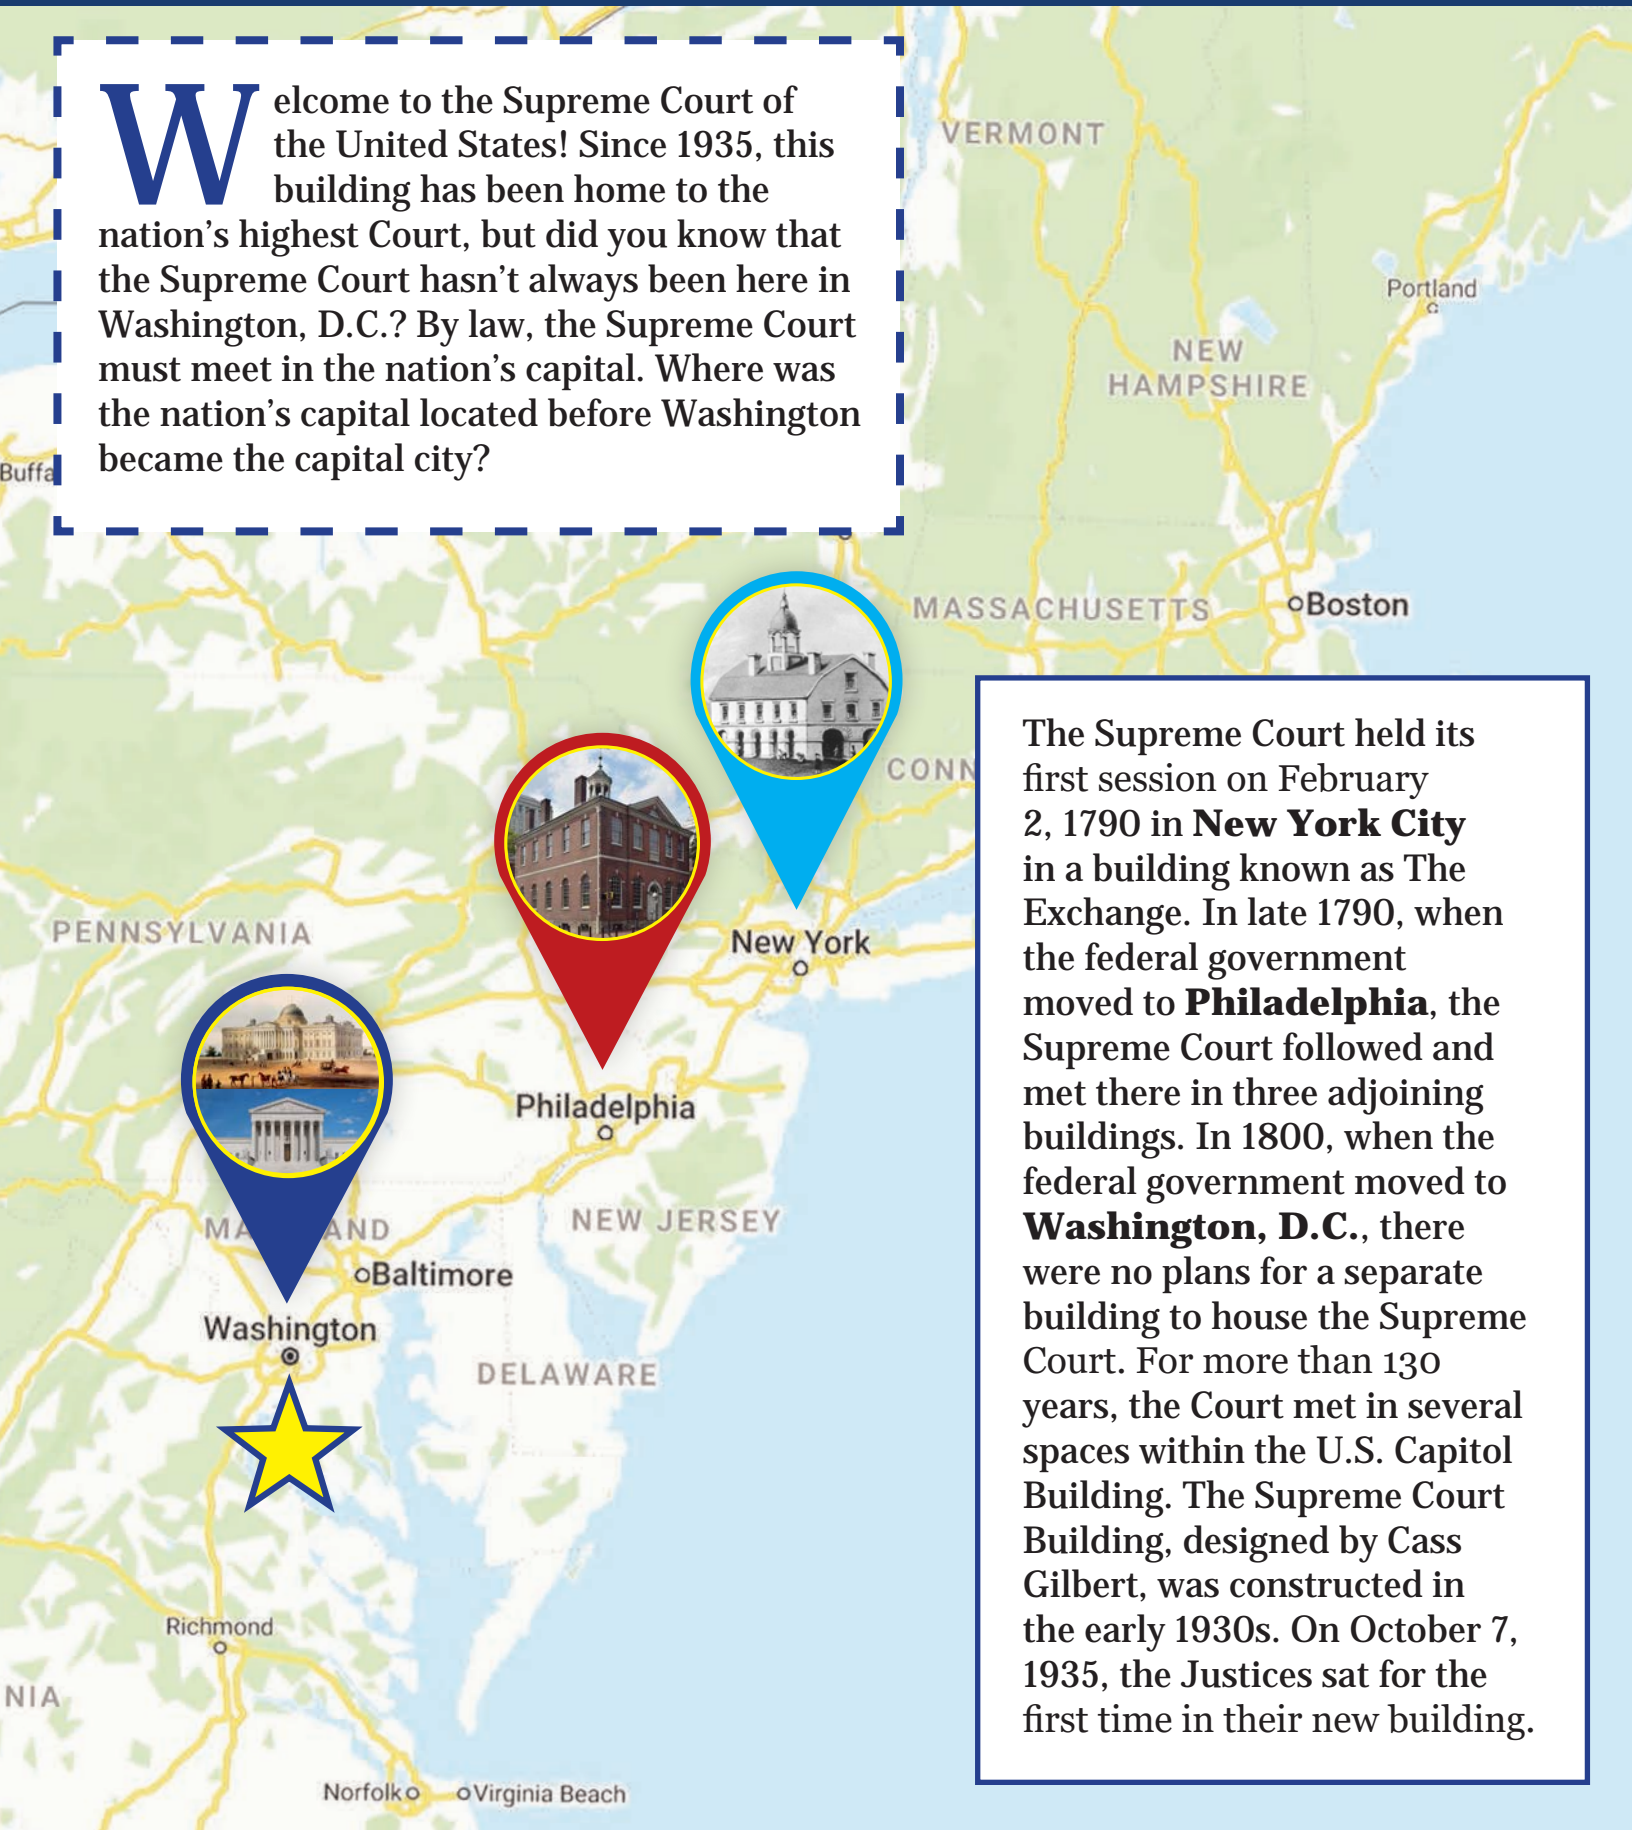 Welcome to the Supreme Court of
the United States! Since 1935, this
building has been home to the
nation's highest Court, but did you know that
the Supreme Court hasn't always been here in
Washington, D.C.? By law, the Supreme Court
must meet in the nation's capital. Where was
the nation's capital located before Washington
became the capital city?
VERMONT
Portland
NEW
HAMPSHIRE
Buffa
MASSACHUSETTS
Boston
CONN
The Supreme Court held its
first session on February
2, 1790 in New York City
in a building known as The
Exchange. In late 1790, when
the federal government
moved to Philadelphia, the
Supreme Court followed and
met there in three adjoining
buildings. In 1800, when the
federal government moved to
Washington, D.C., there
were no plans for a separate
building to house the Supreme
Court. For more than 130
years, the Court met in several
spaces within the U.S. Capitol
Building. The Supreme Court
Building, designed by Cass
Gilbert, was constructed in
the early 1930s. On October 7,
1935, the Justices sat for the
first time in their new building.
PENNSYLVANIA
New York
Philadelphia
MA AND
NEW JERSEY
Baltimore
Washington
DELAWARE
Richmond
NIA
Norfolk
Virginia Beach